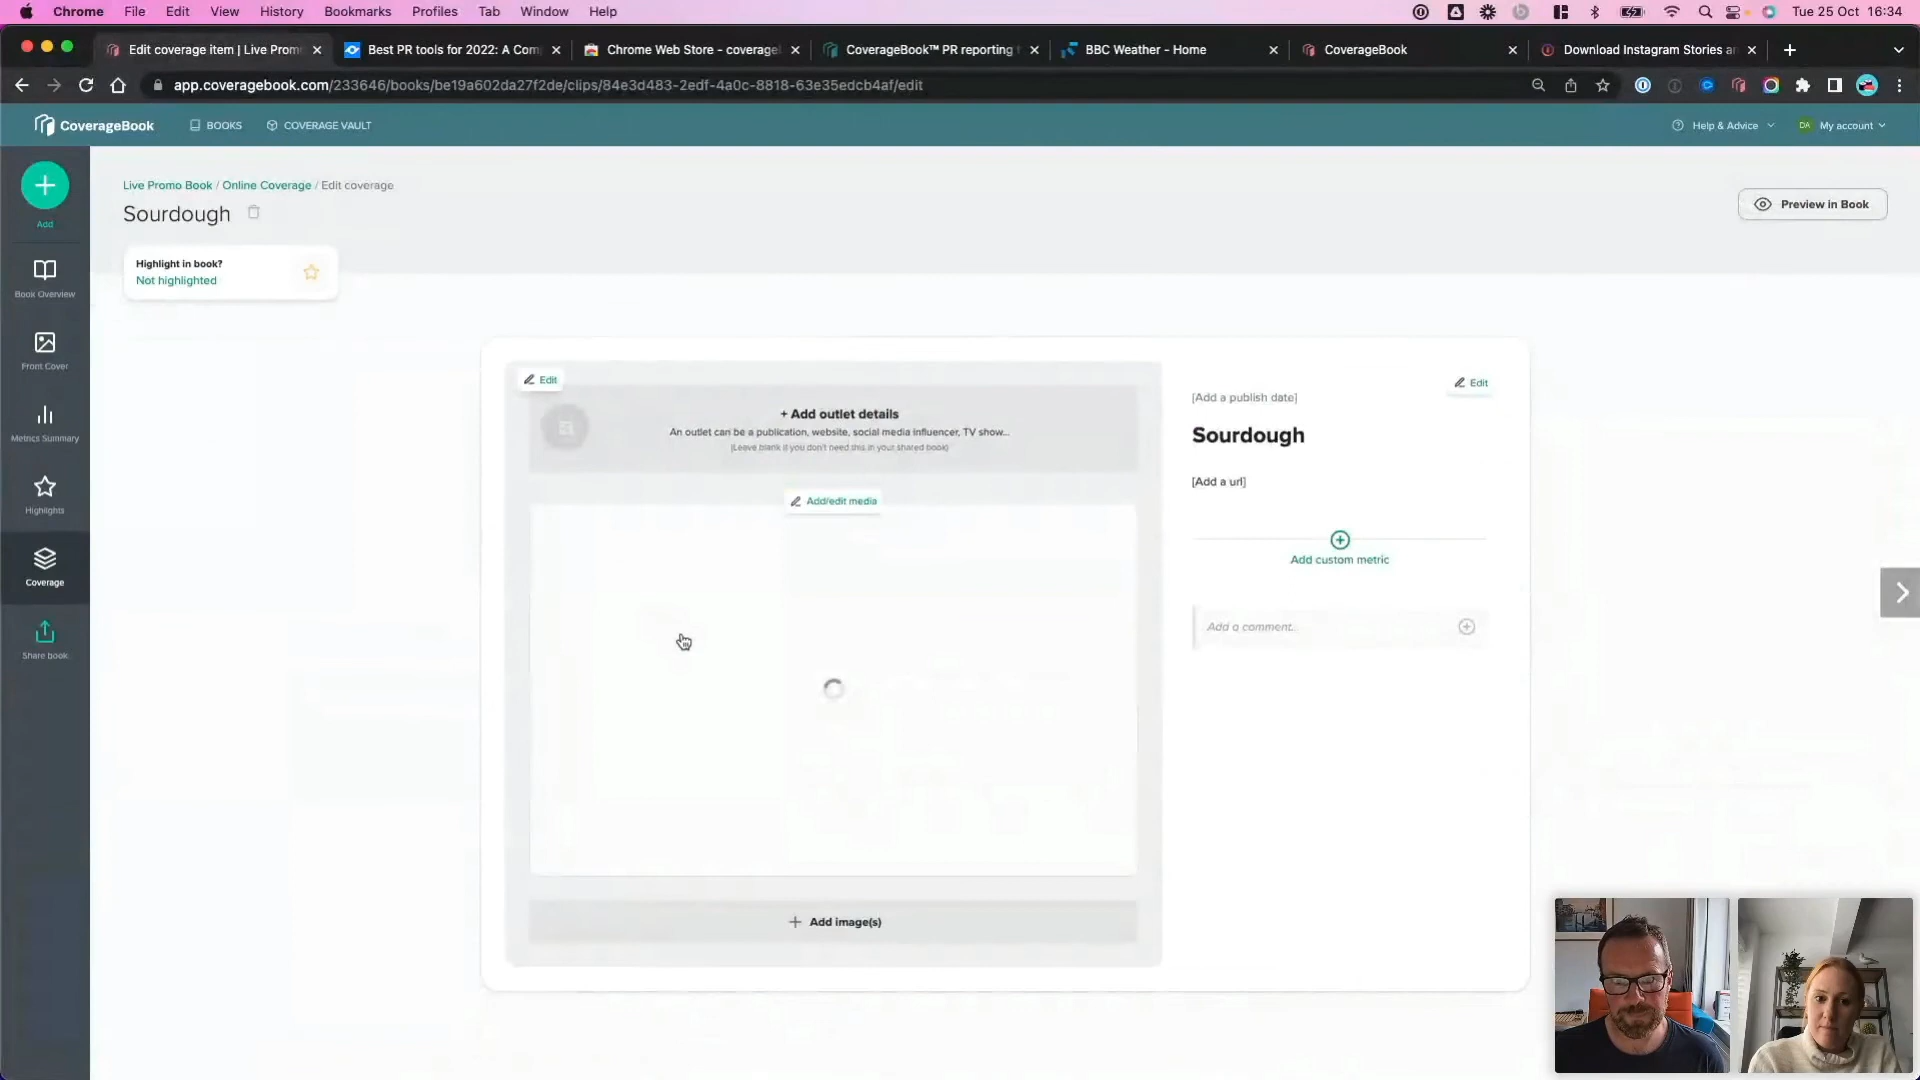 Chrome File Edit View History Bookmarks Profiles Tab Window Help Tue 25 Oct 16:34
Edit coverage item | Live Prom Best PR tools for 2022: A Com Chrome Web Store - coverage CoverageBook™ PR reporting BBC Weather - Home CoverageBook Download Instagram Stories an
app.coveragebook.com/233646/books/be19a602da27f2de/clips/84e3d483-2edf-4a0c-8818-63e35edcb4af/edit
CoverageBook BOOKS COVERAGE VAULT Help & Advice DA My account
Add
Book Overview
Front Cover
Metrics Summary
Highlights
Coverage
Share book
Live Promo Book / Online Coverage / Edit coverage
Sourdough
Preview in Book
Highlight in book?
Not highlighted
Edit
+ Add outlet details
An outlet can be a publication, website, social media influencer, TV show...
(Leave blank if you don't need this in your shared book)
Add/edit media
+ Add image(s)
Edit
[Add a publish date]
Sourdough
[Add a url]
Add custom metric
Add a comment...